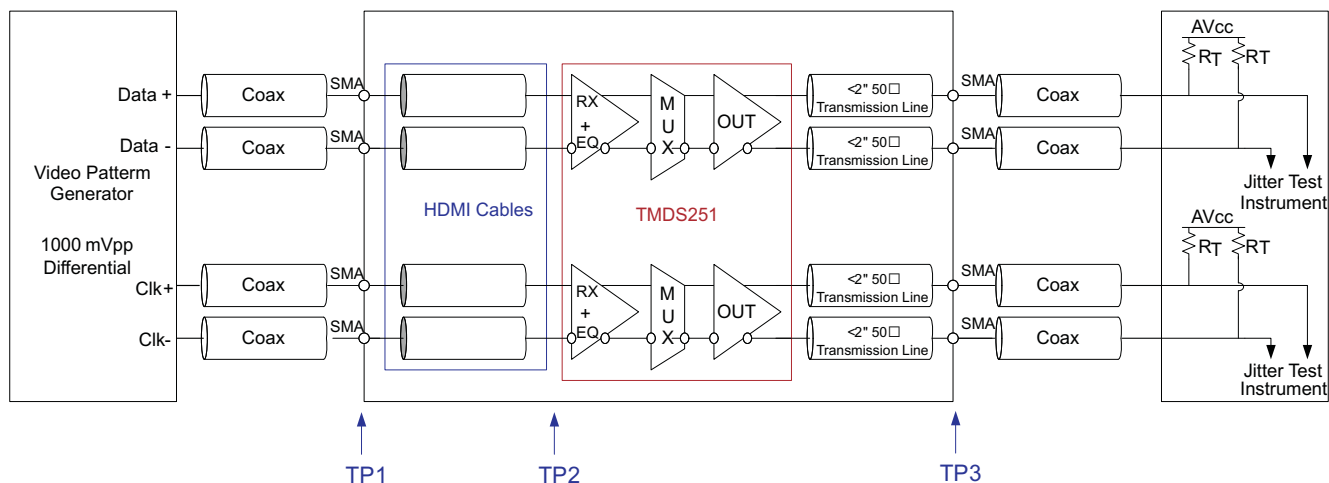 AVcc
RT RT
Data + Coax SMA <2" 50□ SMA Coax
Transmission Line
RX
+
EQ
M
U
X
OUT
Data - Coax <2" 50□ Coax
Transmission Line
Video Patterm
Generator
HDMI Cables
TMDS251
Jitter Test
Instrument
AVcc
RT RT
1000 mVpp
Differential
Clk+ Coax SMA <2" 50□ SMA Coax
Transmission Line
RX
+
EQ
M
U
X
OUT
Clk- Coax SMA <2" 50□ SMA Coax
Transmission Line
Jitter Test
Instrument
TP1 TP2 TP3